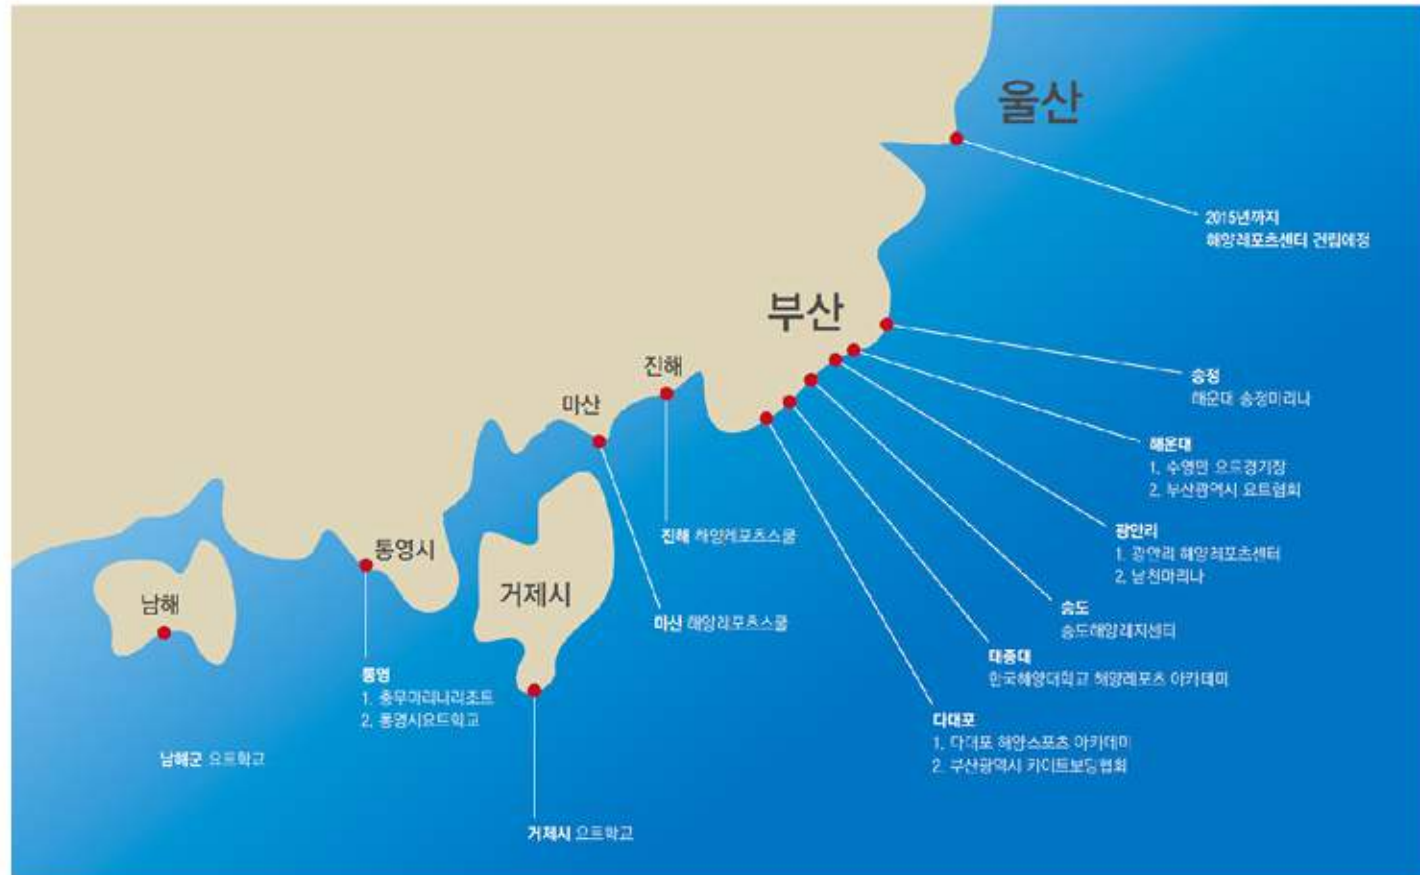 울산
2015년까지
해양레포츠센터 건립예정
부산
송정
해운대 송정마리나
해운대
1. 수영만 요트경기장
2. 부산광역시 요트협회
광안리
1. 광안리 해양레포츠센터
2. 남천마리나
송도
송도해양레저센터
태종대
한국해양대학교 해양레포츠 아카데미
다대포
1. 다대포 해양스포츠 아카데미
2. 부산광역시 카이트보딩협회
진해
진해 해양레포츠스쿨
마산
마산 해양레포츠스쿨
거제시
거제시 요트학교
통영시
통영
1. 충무마리나리조트
2. 통영시요트학교
남해
남해군 요트학교